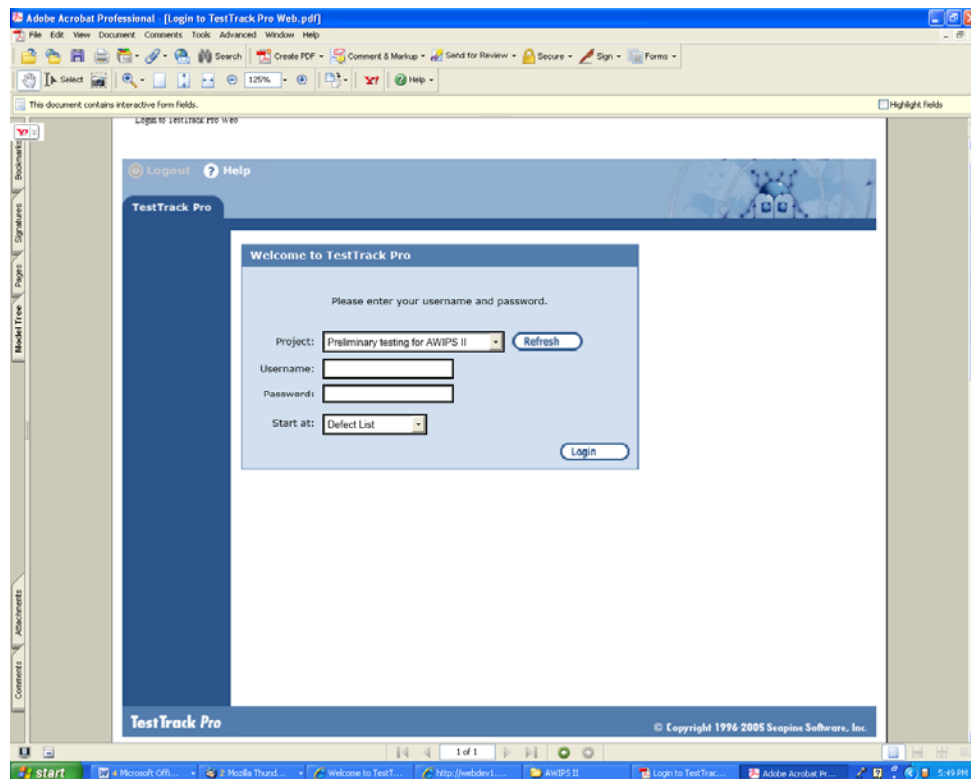 Adobe Acrobat Professional - [Login to TestTrack Pro Web.pdf]
File Edit View Document Comments Tools Advanced Window Help
Search Create PDF Comment & Markup Send for Review Secure Sign Forms
Select 125% Y! Help
This document contains interactive form fields. Highlight fields
Login to TestTrack Pro Web
Bookmarks
Signatures
Pages
Model Tree
Attachments
Comments
Logout ? Help
TestTrack Pro
Welcome to TestTrack Pro
Please enter your username and password.
Project: Preliminary testing for AWIPS II Refresh
Username:
Password:
Start at: Defect List
Login
TestTrack Pro © Copyright 1996-2005 Seapine Software, Inc.
1 of 1
start 4 Microsoft Offi... 2 Mozilla Thund... Welcome to TestT... http://webdev1.... AWIPS II Login to TestTrac... Adobe Acrobat Pr... 5:49 PM